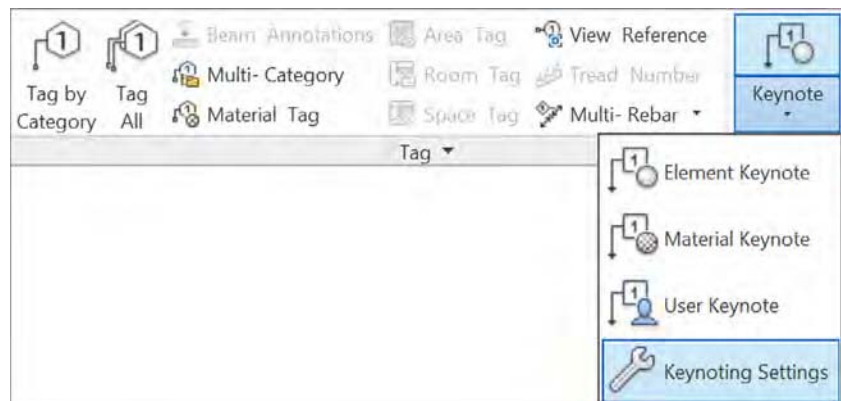 Tag by
Category
Tag
All
Beam Annotations
Multi- Category
Material Tag
Area Tag
Room Tag
Space Tag
View Reference
Tread Number
Multi- Rebar
Keynote
Tag
Element Keynote
Material Keynote
User Keynote
Keynoting Settings